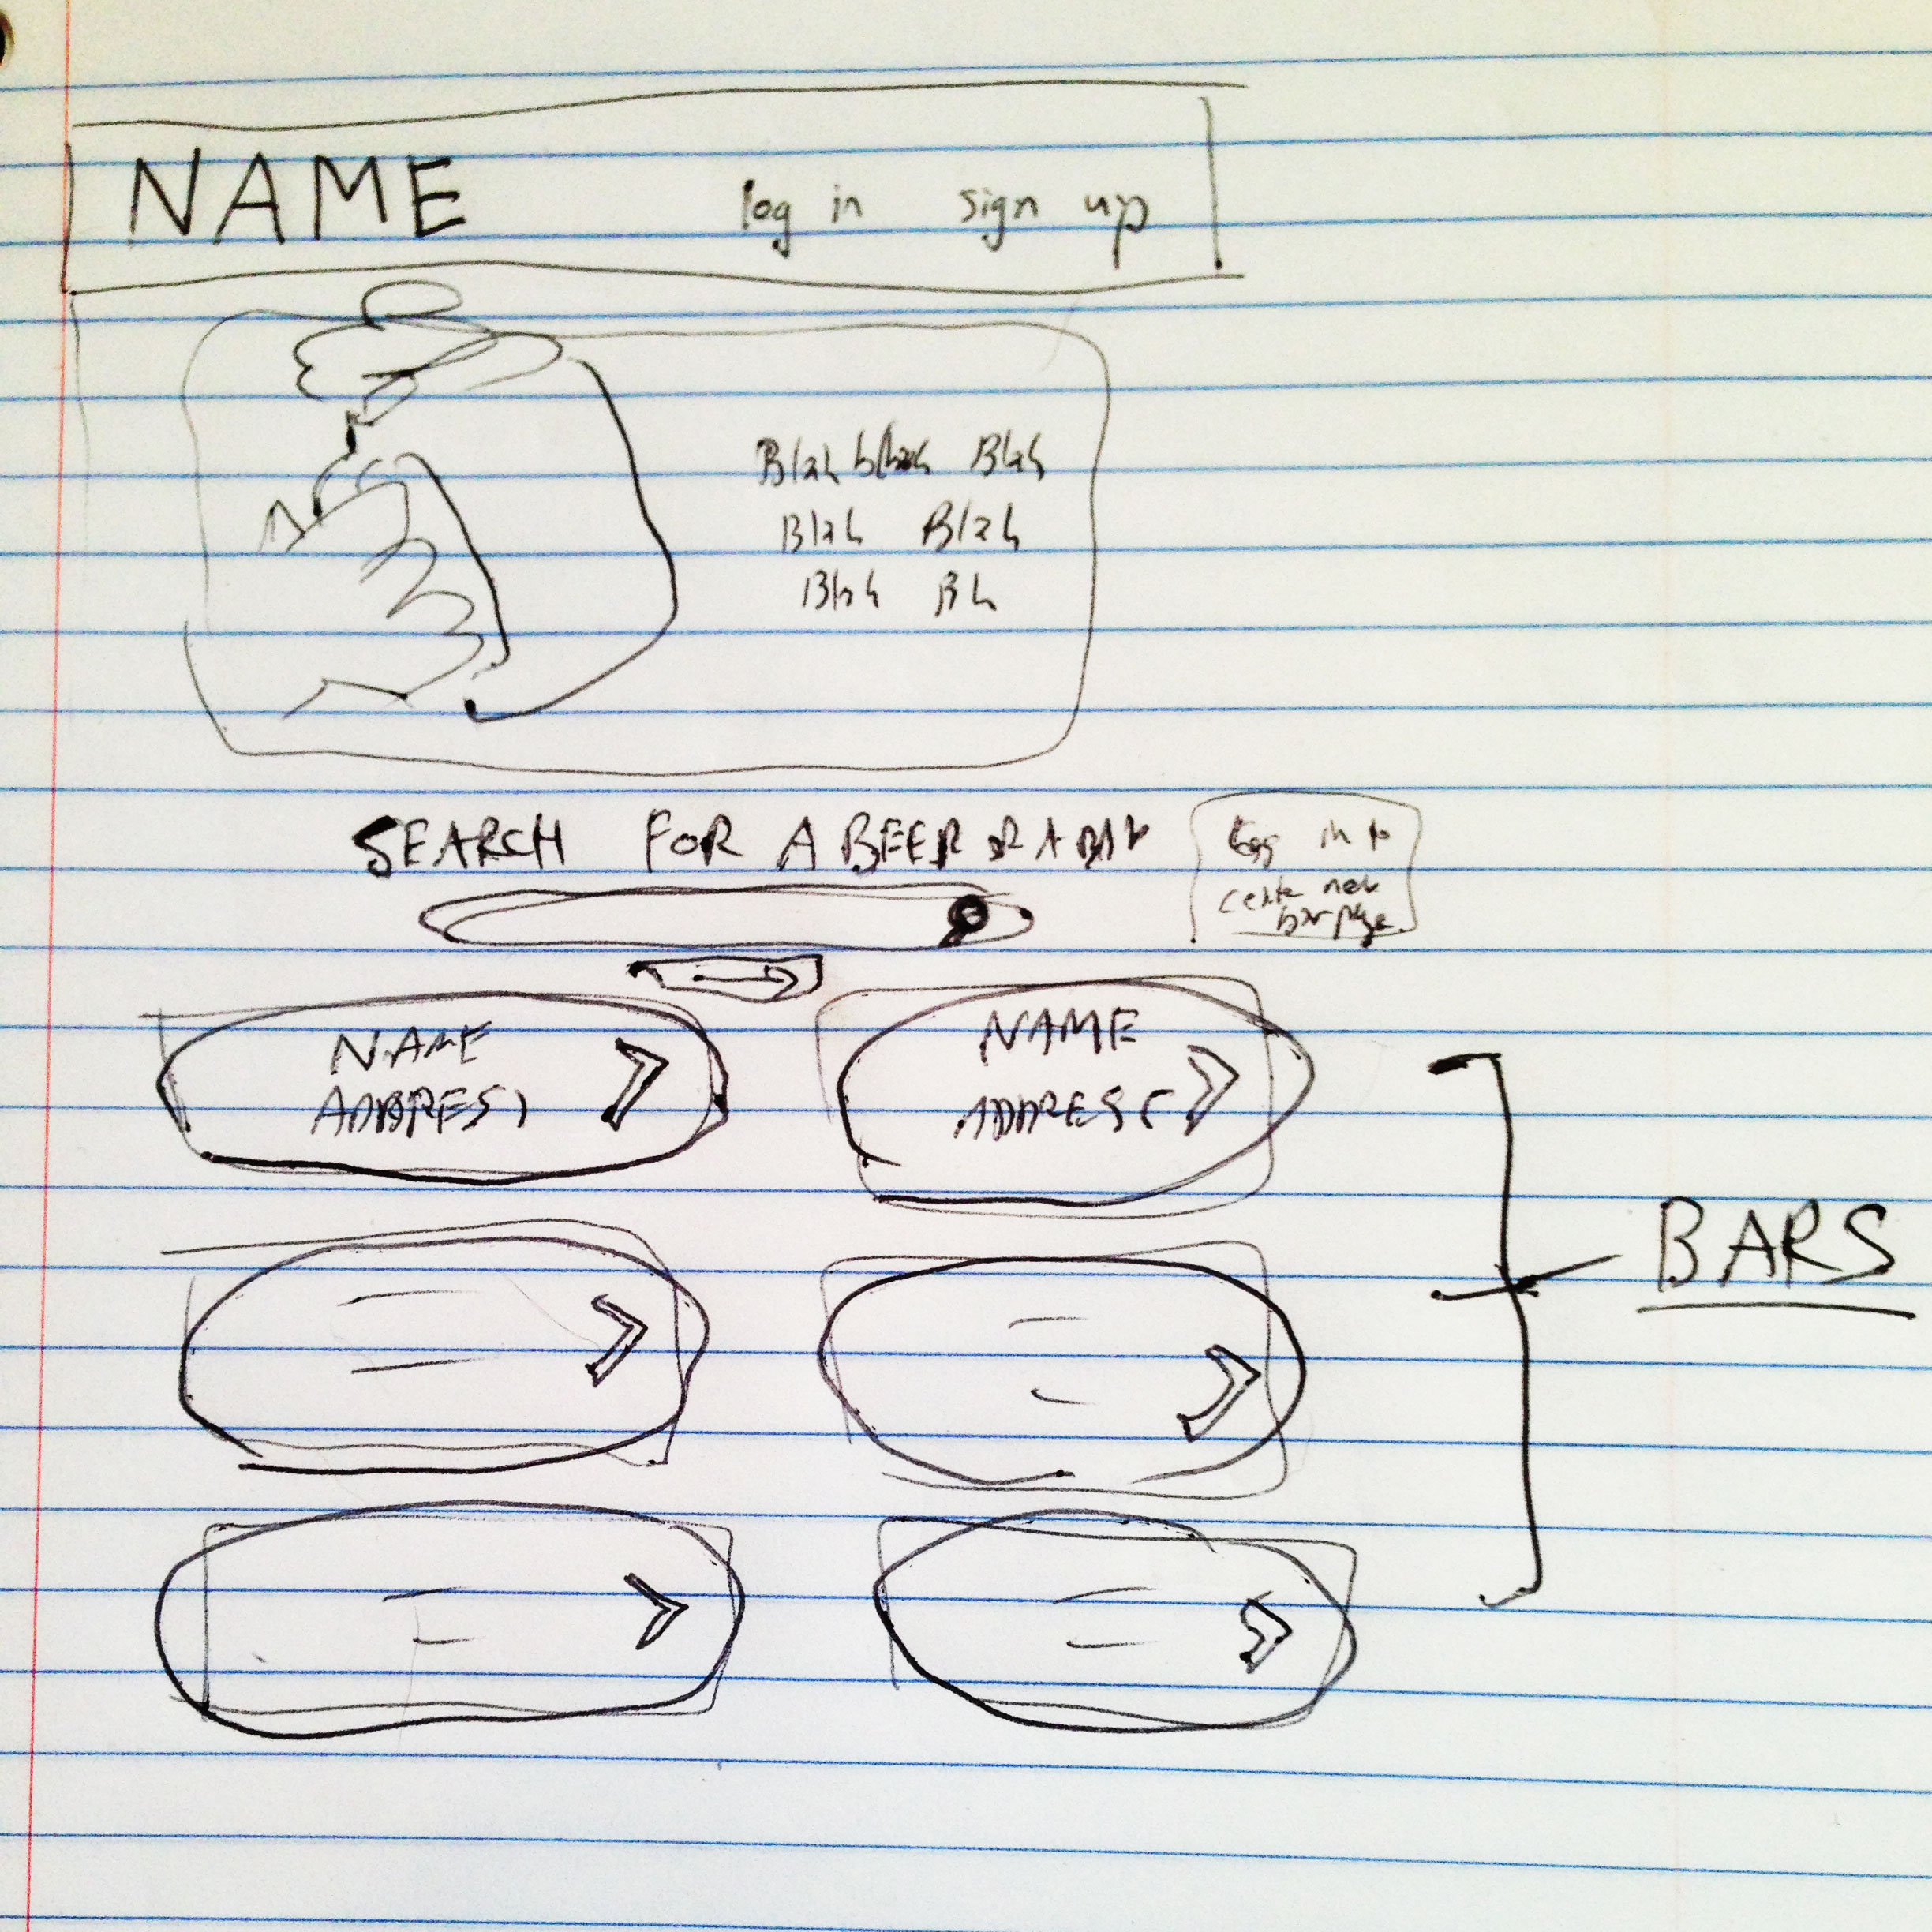 NAME log in sign up
Blah blah Blah
Blah Blah
Blah Bh
SEARCH FOR A BEER OR A BAR
log in to
create new
bar page
NAME
ADDRESS
NAME
ADDRESS
BARS